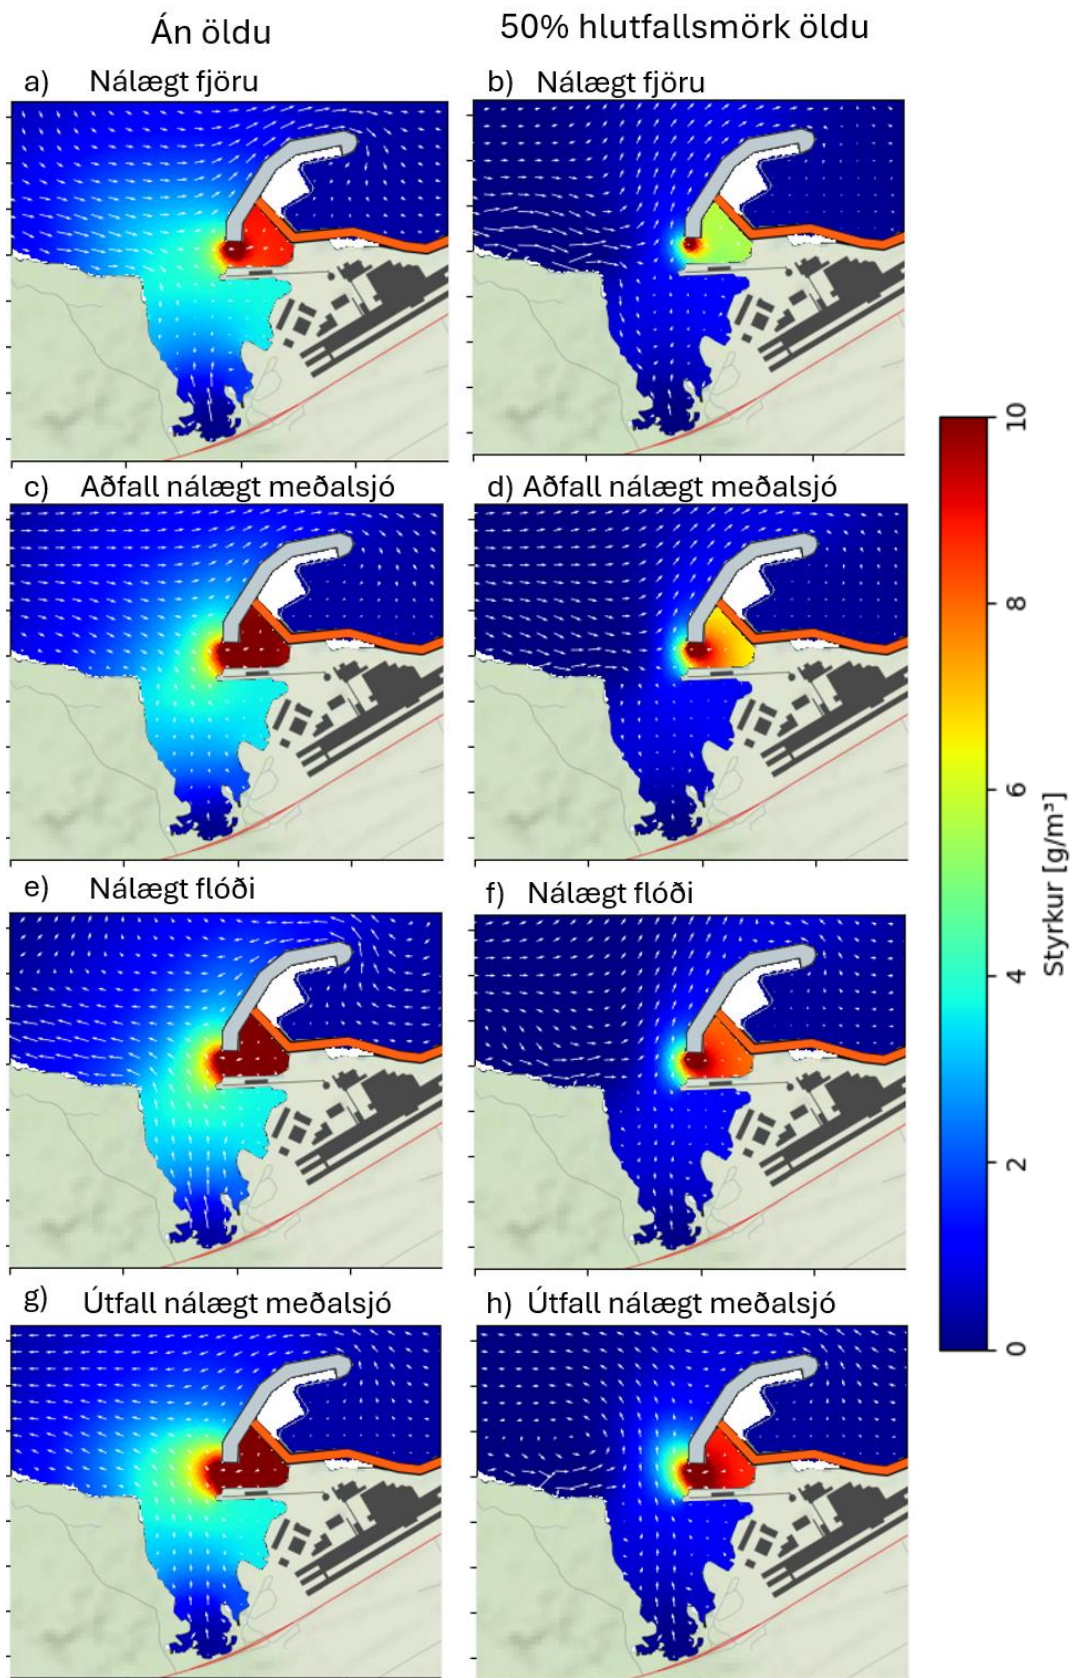 Án öldu
50% hlutfallsmörk öldu
a) Nálægt fjöru
b) Nálægt fjöru
c) Aðfall nálægt meðalsjó
d) Aðfall nálægt meðalsjó
e) Nálægt flóði
f) Nálægt flóði
g) Útfall nálægt meðalsjó
h) Útfall nálægt meðalsjó
10
8
6
4
2
0
Styrkur [g/m³]